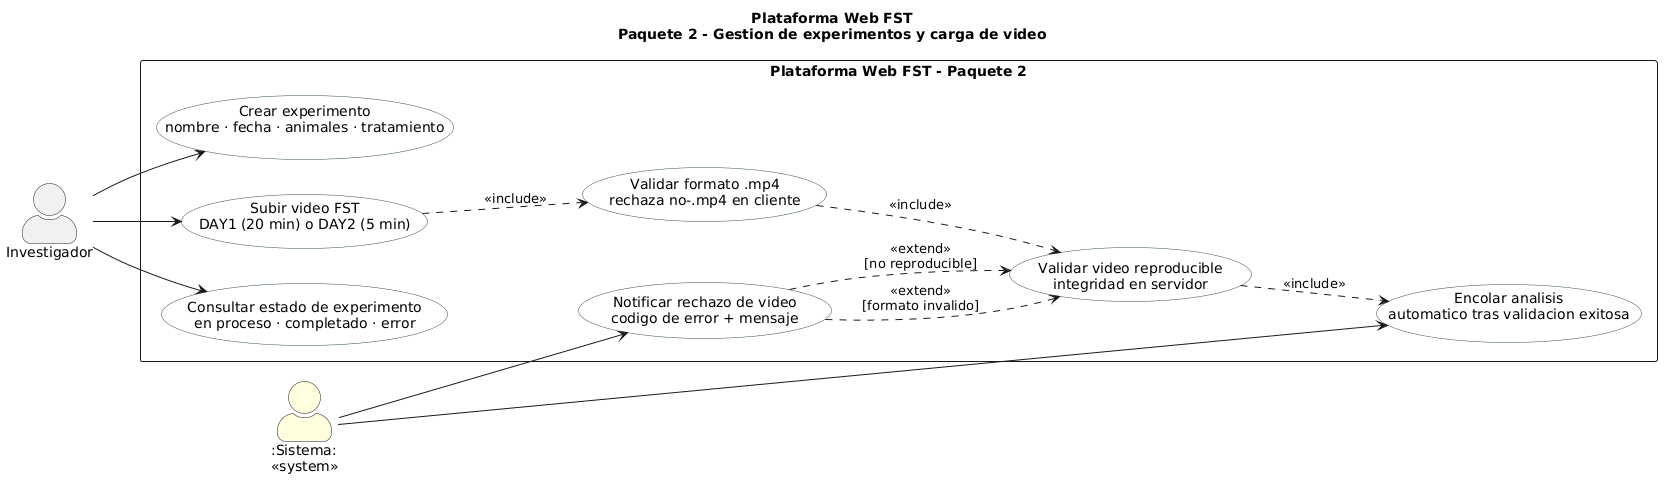 Plataforma Web FST
Paquete 2 - Gestion de experimentos y carga de video
Plataforma Web FST - Paquete 2
Crear experimento
nombre · fecha · animales · tratamiento
Investigador
Subir video FST
DAY1 (20 min) o DAY2 (5 min)
Consultar estado de experimento
en proceso · completado · error
«include»
Validar formato .mp4
rechaza no-.mp4 en cliente
«include»
«extend»
[no reproducible]
«extend»
[formato invalido]
Notificar rechazo de video
codigo de error + mensaje
Validar video reproducible
integridad en servidor
«include»
Encolar analisis
automatico tras validacion exitosa
:Sistema:
«system»